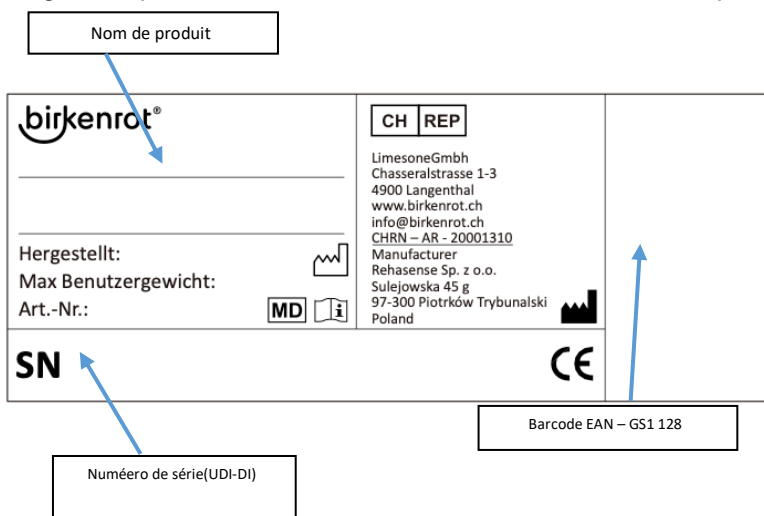 Nom de produit
birkenrot®
Hergestellt:
Max Benutzergewicht:
Art.-Nr.:
MD
SN
CH REP
LimesoneGmbh
Chasseralstrasse 1-3
4900 Langenthal
www.birkenrot.ch
info@birkenrot.ch
CHRN – AR - 20001310
Manufacturer
Rehasense Sp. z o.o.
Sulejowska 45 g
97-300 Piotrków Trybunalski
Poland
CE
Barcode EAN – GS1 128
Numéero de série(UDI-DI)